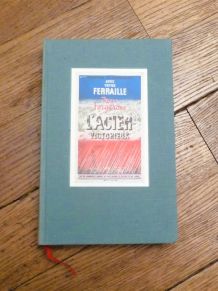 AVEC VOTRE
FERRAILLE
nous
forgerons
L'ACIER
VICTORIEUX